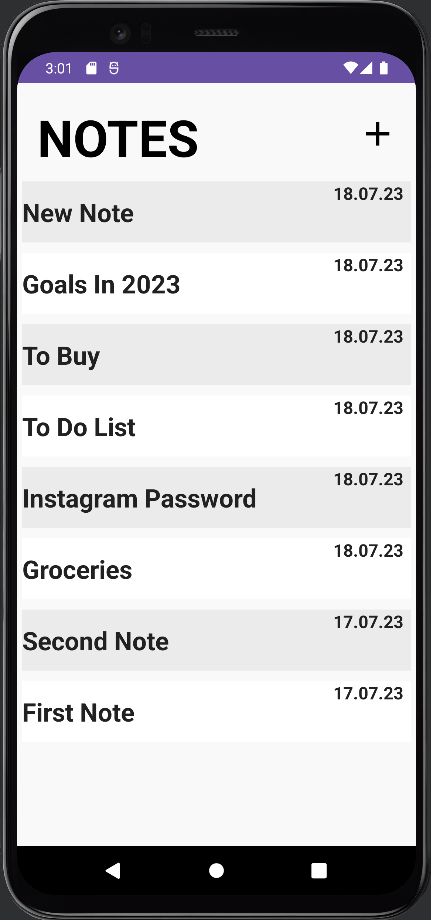 3:01
NOTES +
18.07.23
New Note
18.07.23
Goals In 2023
18.07.23
To Buy
18.07.23
To Do List
18.07.23
Instagram Password
18.07.23
Groceries
17.07.23
Second Note
17.07.23
First Note